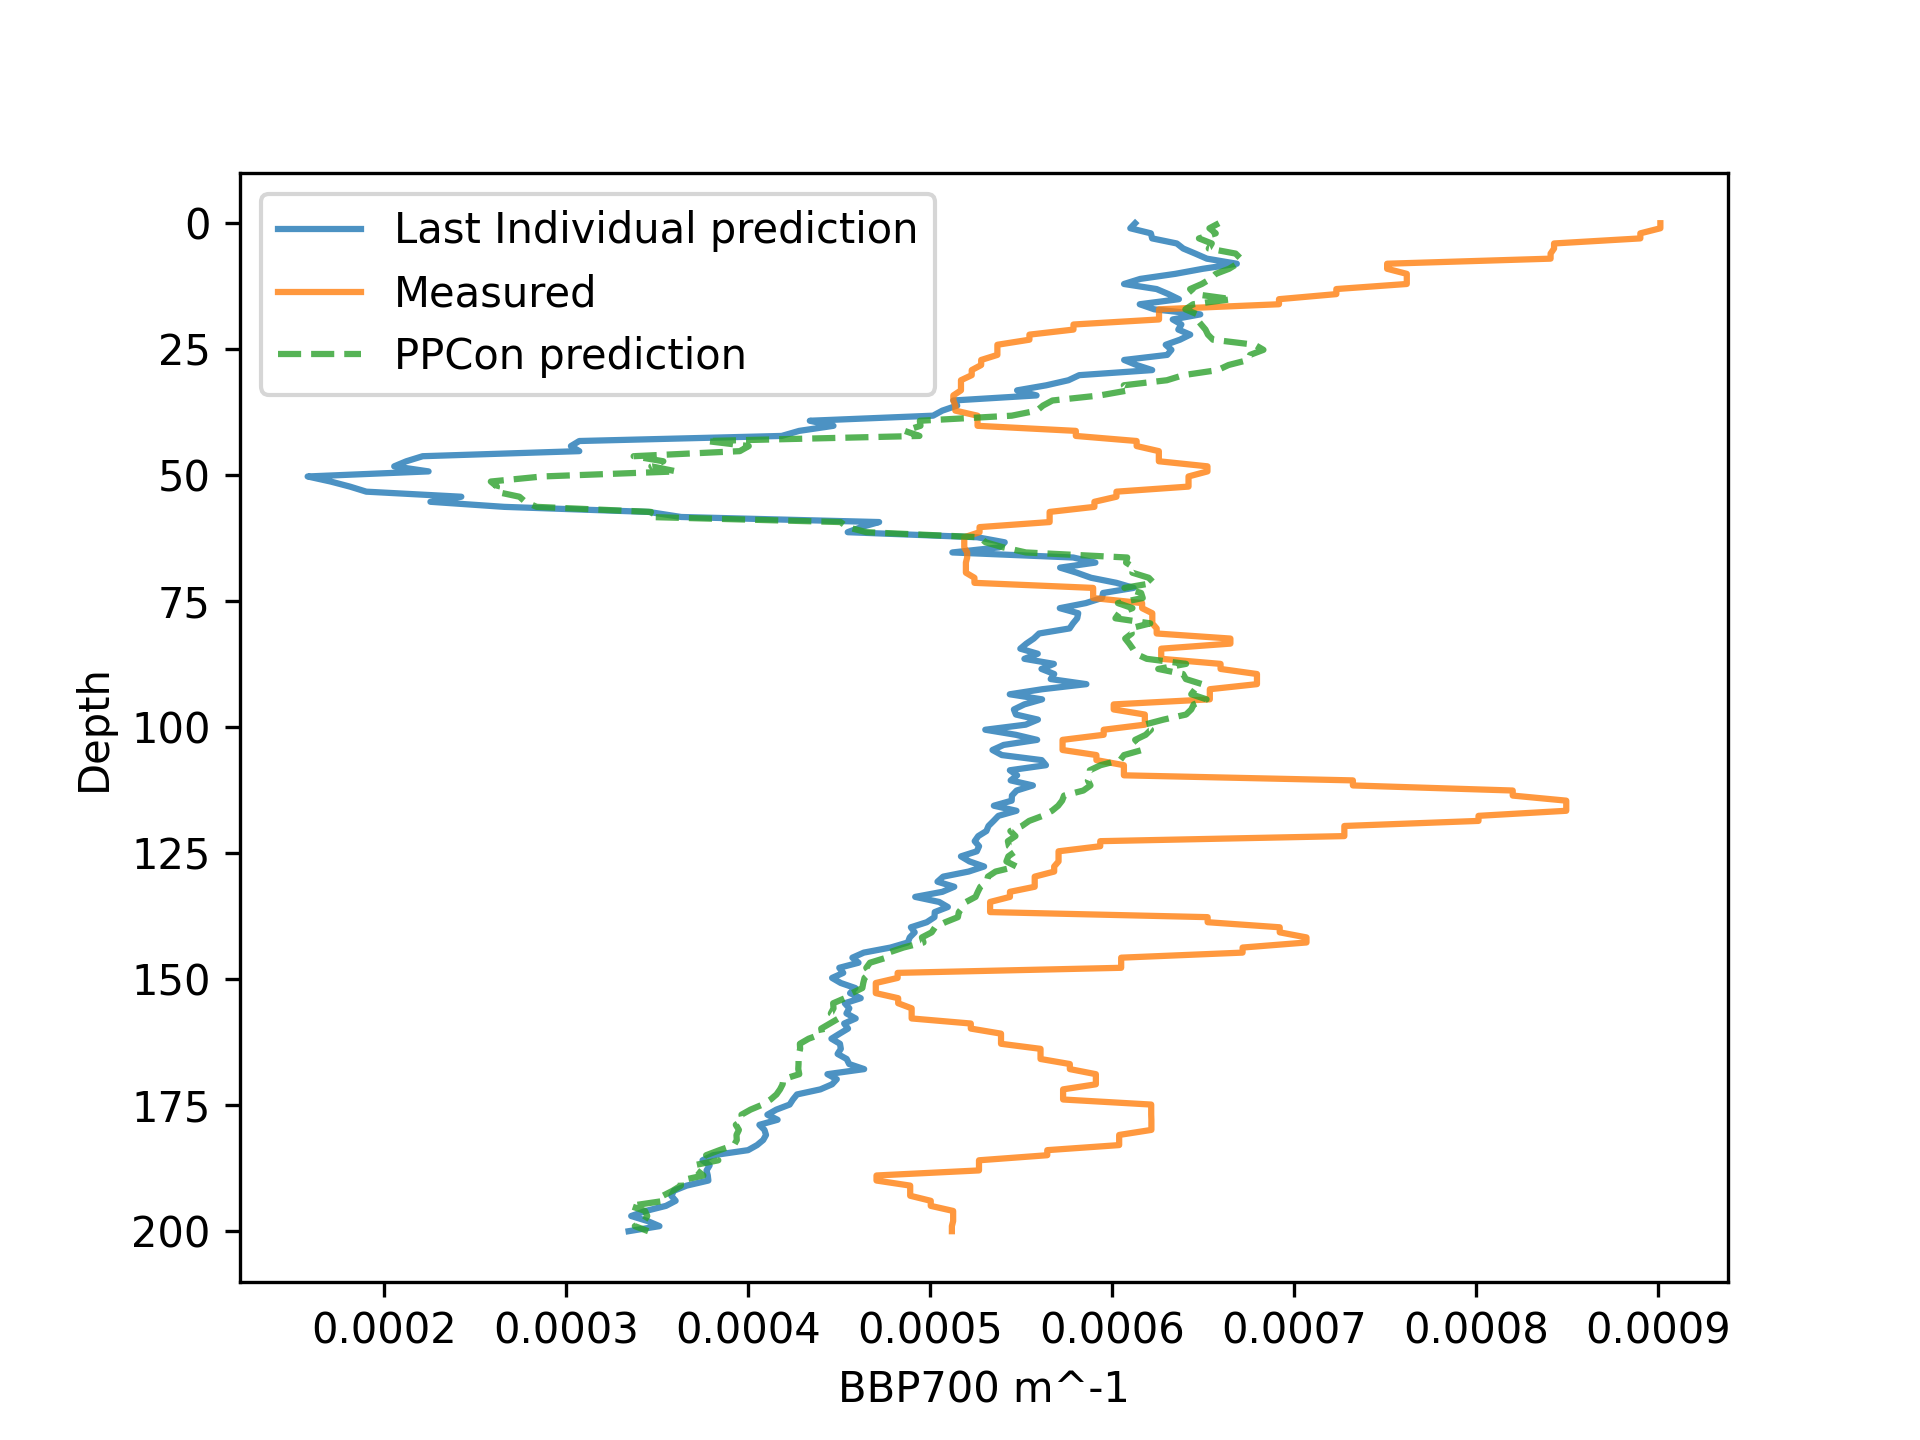 Last Individual prediction
Measured
PPCon prediction
0
25
50
75
100
125
150
175
200
Depth
0.0002 0.0003 0.0004 0.0005 0.0006 0.0007 0.0008 0.0009
BBP700 m^-1